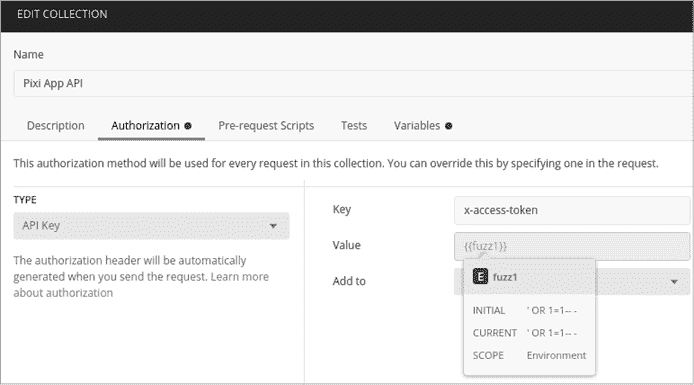 EDIT COLLECTION
Name
Pixi App API
Description Authorization Pre-request Scripts Tests Variables
This authorization method will be used for every request in this collection. You can override this by specifying one in the request.
TYPE
API Key
The authorization header will be automatically
generated when you send the request. Learn more
about authorization
Key x-access-token
Value {{fuzz1}}
Add to
E fuzz1
INITIAL ' OR 1=1-- -
CURRENT ' OR 1=1-- -
SCOPE Environment